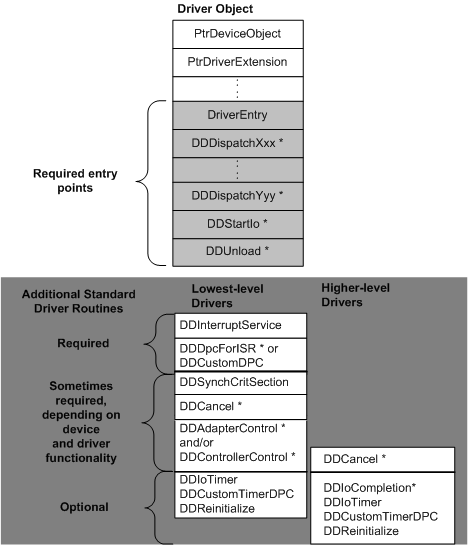 Driver Object
PtrDeviceObject
PtrDriverExtension
DriverEntry
DDDispatchXxx *
Required entry
points
DDDispatchYyy *
DDStartIo *
DDUnload *
Additional Standard
Driver Routines
Lowest-level
Drivers
Higher-level
Drivers
Required
DDInterruptService
DDDpcForISR * or
DDCustomDPC
Sometimes
required,
depending on
device
and driver
functionality
DDSynchCritSection
DDCancel *
DDAdapterControl *
and/or
DDControllerControl *
DDCancel *
Optional
DDIoTimer
DDCustomTimerDPC
DDReinitialize
DDIoCompletion*
DDIoTimer
DDCustomTimerDPC
DDReinitialize